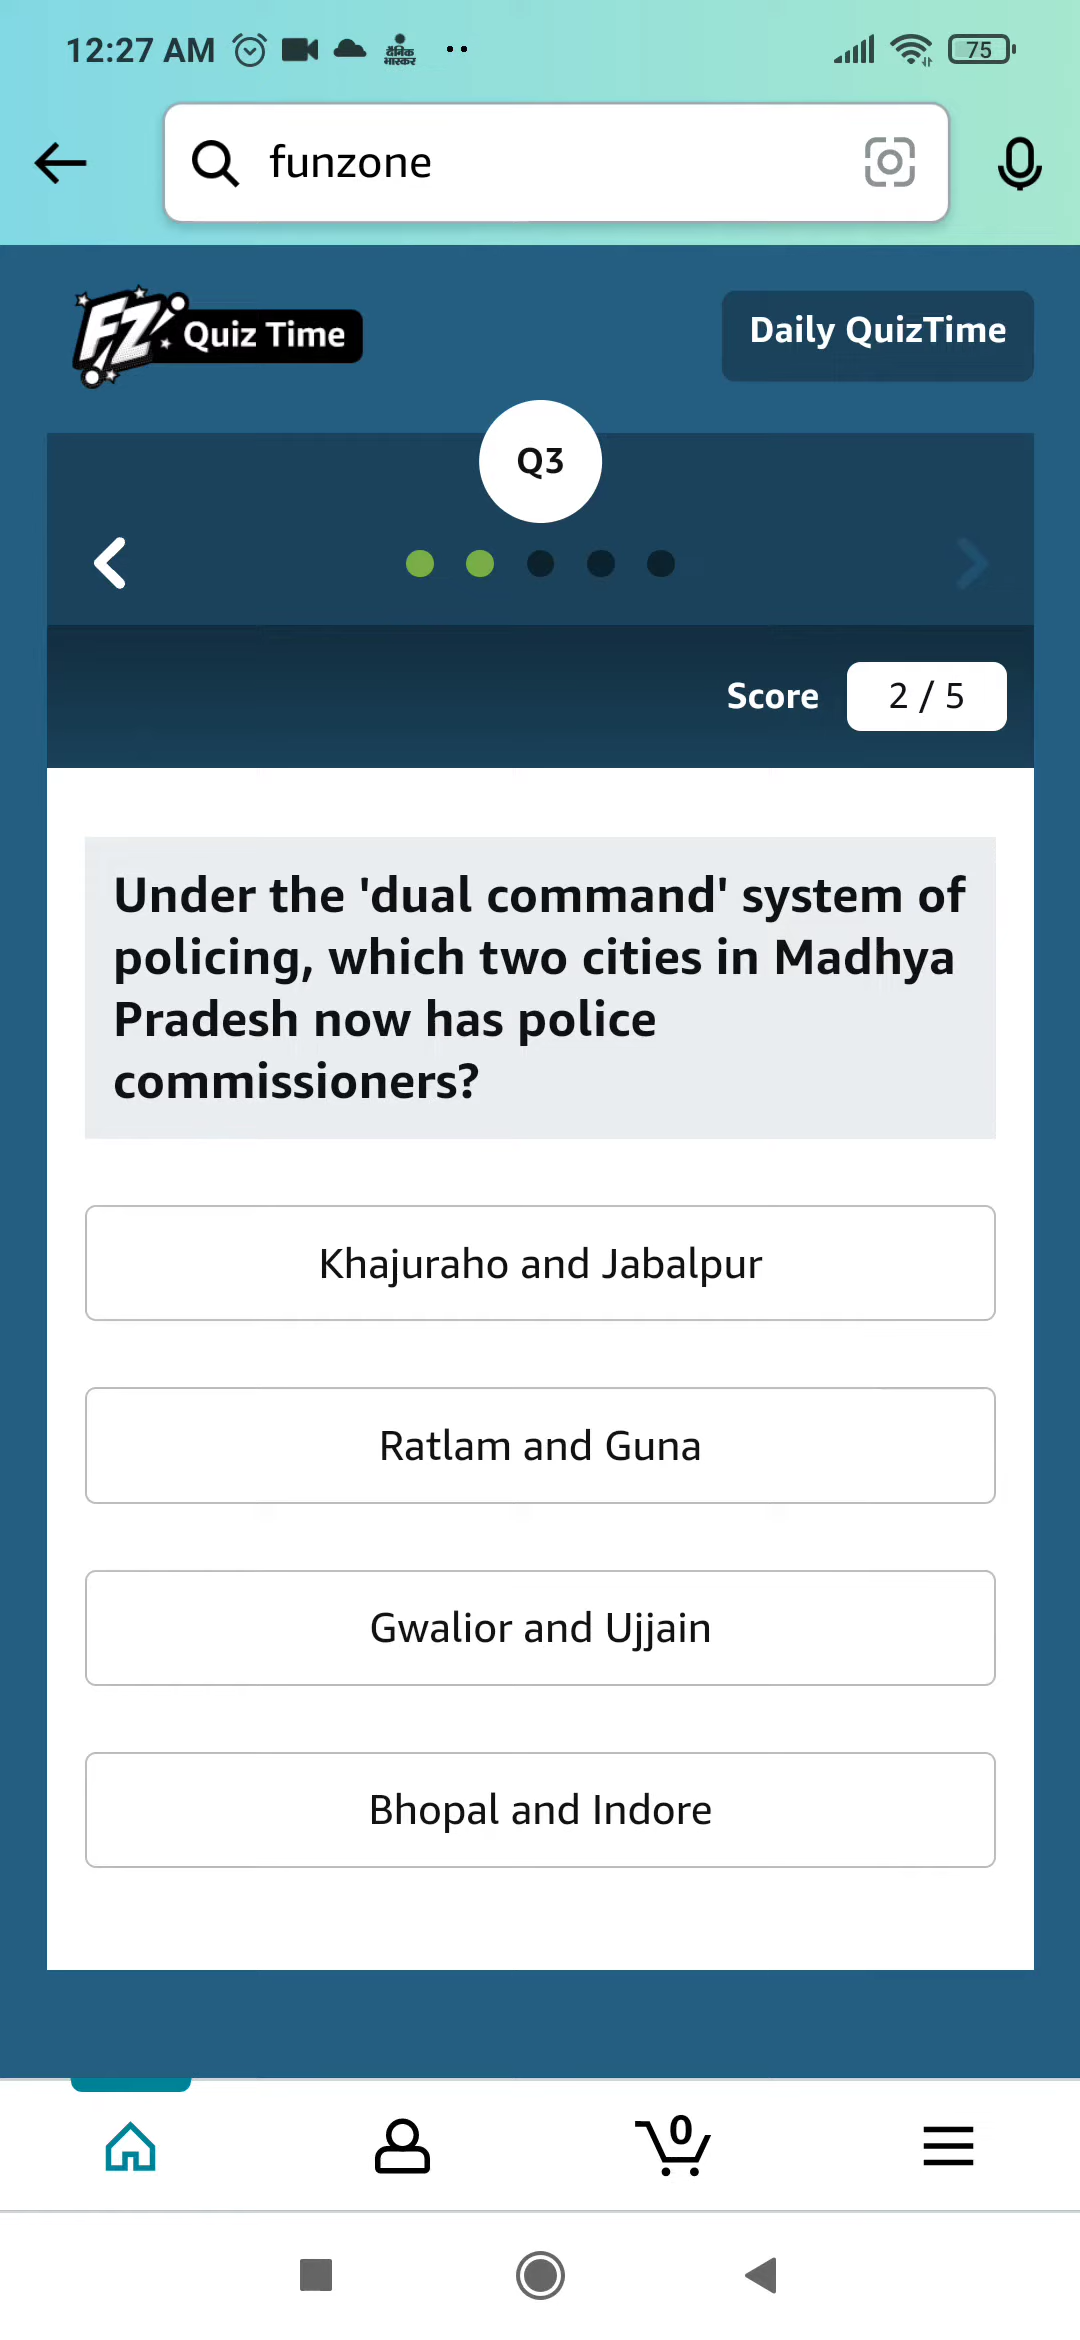 12:27 AM
दैनिक
भास्कर
75
funzone
FZ Quiz Time
Daily QuizTime
Q3
Score 2 / 5
Under the 'dual command' system of
policing, which two cities in Madhya
Pradesh now has police
commissioners?
Khajuraho and Jabalpur
Ratlam and Guna
Gwalior and Ujjain
Bhopal and Indore
0